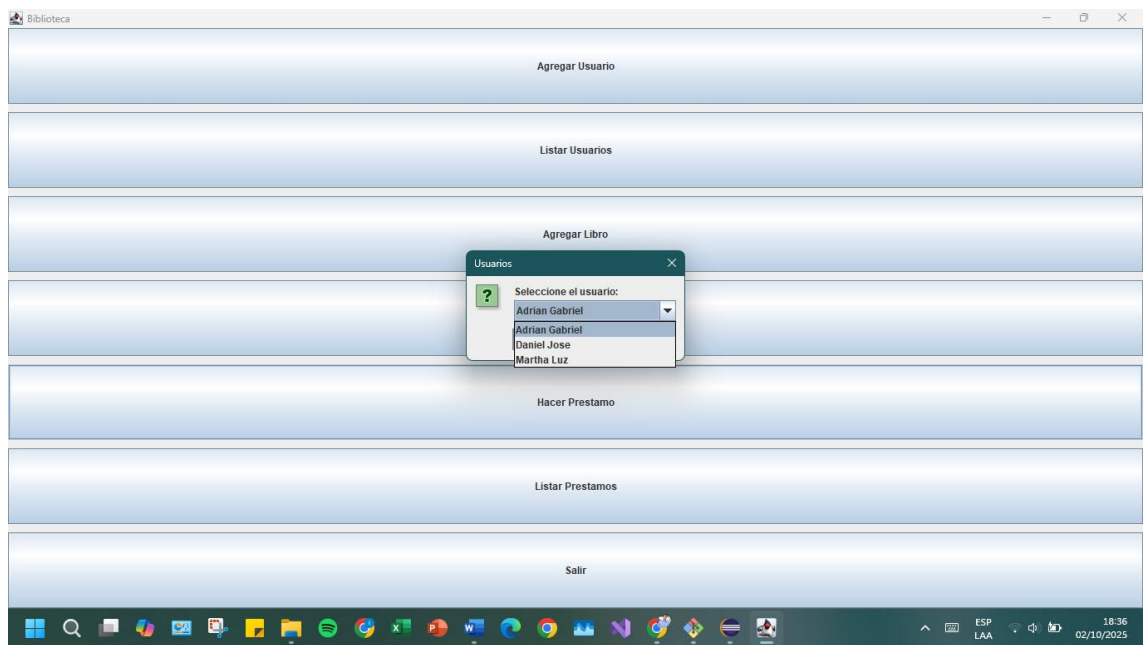 Biblioteca
Agregar Usuario
Listar Usuarios
Agregar Libro
Usuarios
Seleccione el usuario:
Adrian Gabriel
Adrian Gabriel
Daniel Jose
Martha Luz
Hacer Prestamo
Listar Prestamos
Salir
ESP
LAA
18:36
02/10/2025